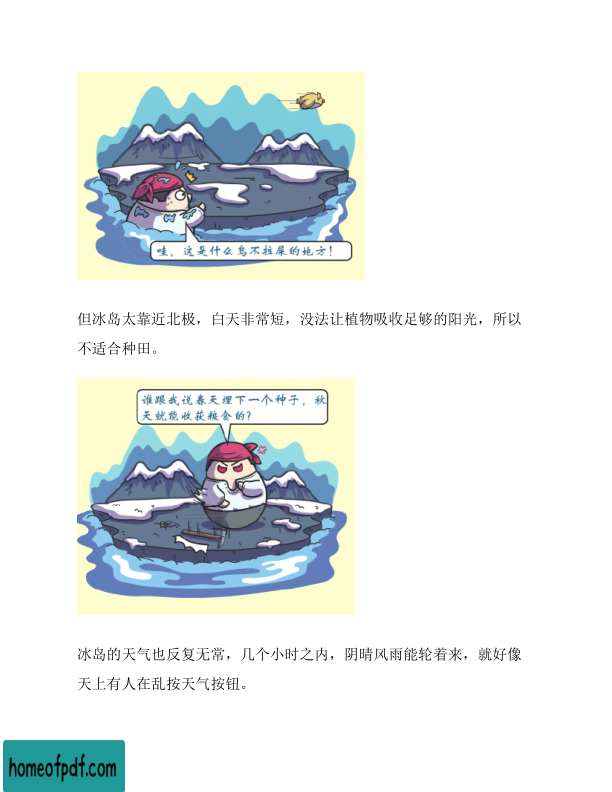 哇，这是什么鸟不拉屎的地方！
但冰岛太靠近北极，白天非常短，没法让植物吸收足够的阳光，所以
不适合种田。
谁跟我说春天埋下一个种子，秋
天就能收获粮食的？
冰岛的天气也反复无常，几个小时之内，阴晴风雨能轮着来，就好像
天上有人在乱按天气按钮。
homeofpdf.com